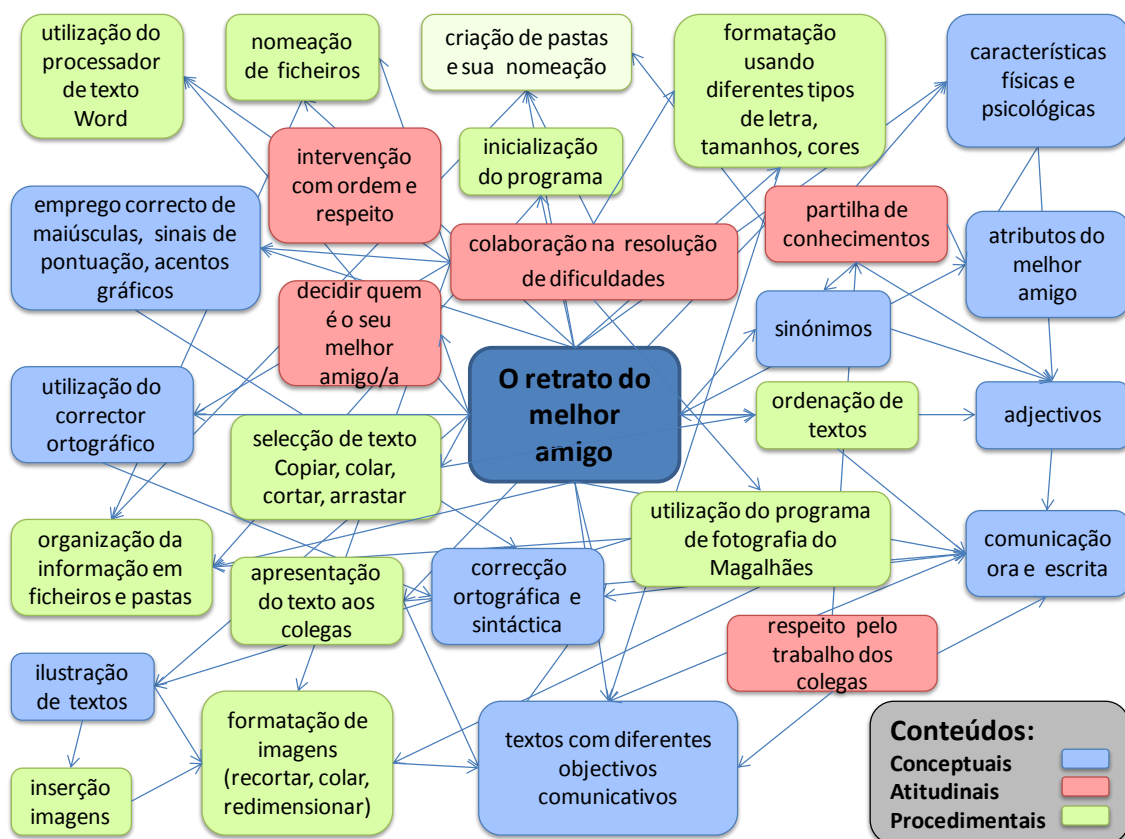 utilização do
processador
de texto
Word
nomeação
de ficheiros
criação de pastas
e sua nomeação
formatação
usando
diferentes tipos
de letra,
tamanhos, cores
características
físicas e
psicológicas
intervenção
com ordem e
respeito
inicialização
do programa
emprego correcto de
maiúsculas, sinais de
pontuação, acentos
gráficos
colaboração na resolução
de dificuldades
partilha de
conhecimentos
atributos do
melhor
amigo
decidir quem
é o seu
melhor
amigo/a
sinónimos
utilização do
corrector
ortográfico
O retrato do
melhor
amigo
ordenação de
textos
adjectivos
selecção de texto
Copiar, colar,
cortar, arrastar
organização da
informação em
ficheiros e pastas
apresentação
do texto aos
colegas
correcção
ortográfica e
sintáctica
utilização do programa
de fotografia do
Magalhães
comunicação
ora e escrita
respeito pelo
trabalho dos
colegas
ilustração
de textos
inserção
imagens
formatação de
imagens
(recortar, colar,
redimensionar)
textos com diferentes
objectivos
comunicativos
Conteúdos:
Conceptuais
Atitudinais
Procedimentais